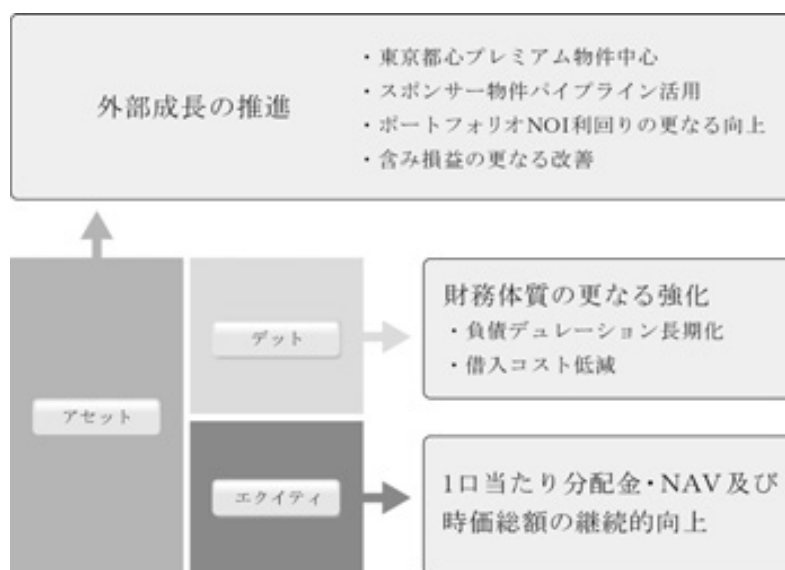 外部成長の推進
・東京都心プレミアム物件中心
・スポンサー物件パイプライン活用
・ポートフォリオNOI利回りの更なる向上
・含み損益の更なる改善
アセット
デット
財務体質の更なる強化
・負債デュレーション長期化
・借入コスト低減
エクイティ
1口当たり分配金・NAV及び
時価総額の継続的向上